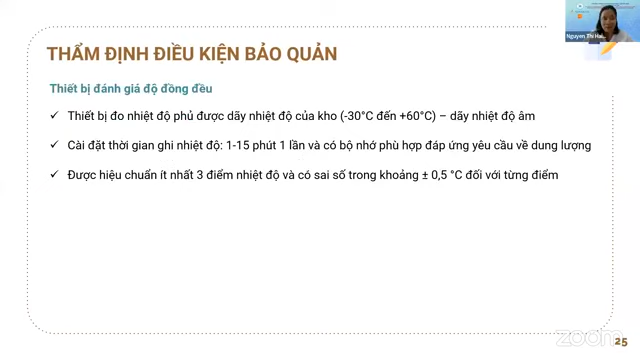 THẨM ĐỊNH ĐIỀU KIỆN BẢO QUẢN
Thiết bị đánh giá độ đồng đều
✓ Thiết bị đo nhiệt độ phủ được dãy nhiệt độ của kho (-30°C đến +60°C) – dãy nhiệt độ âm
✓ Cài đặt thời gian ghi nhiệt độ: 1-15 phút 1 lần và có bộ nhớ phù hợp đáp ứng yêu cầu về dung lượng
✓ Được hiệu chuẩn ít nhất 3 điểm nhiệt độ và có sai số trong khoảng ± 0,5 °C đối với từng điểm
Nguyen Thi Hai...
zoom
25